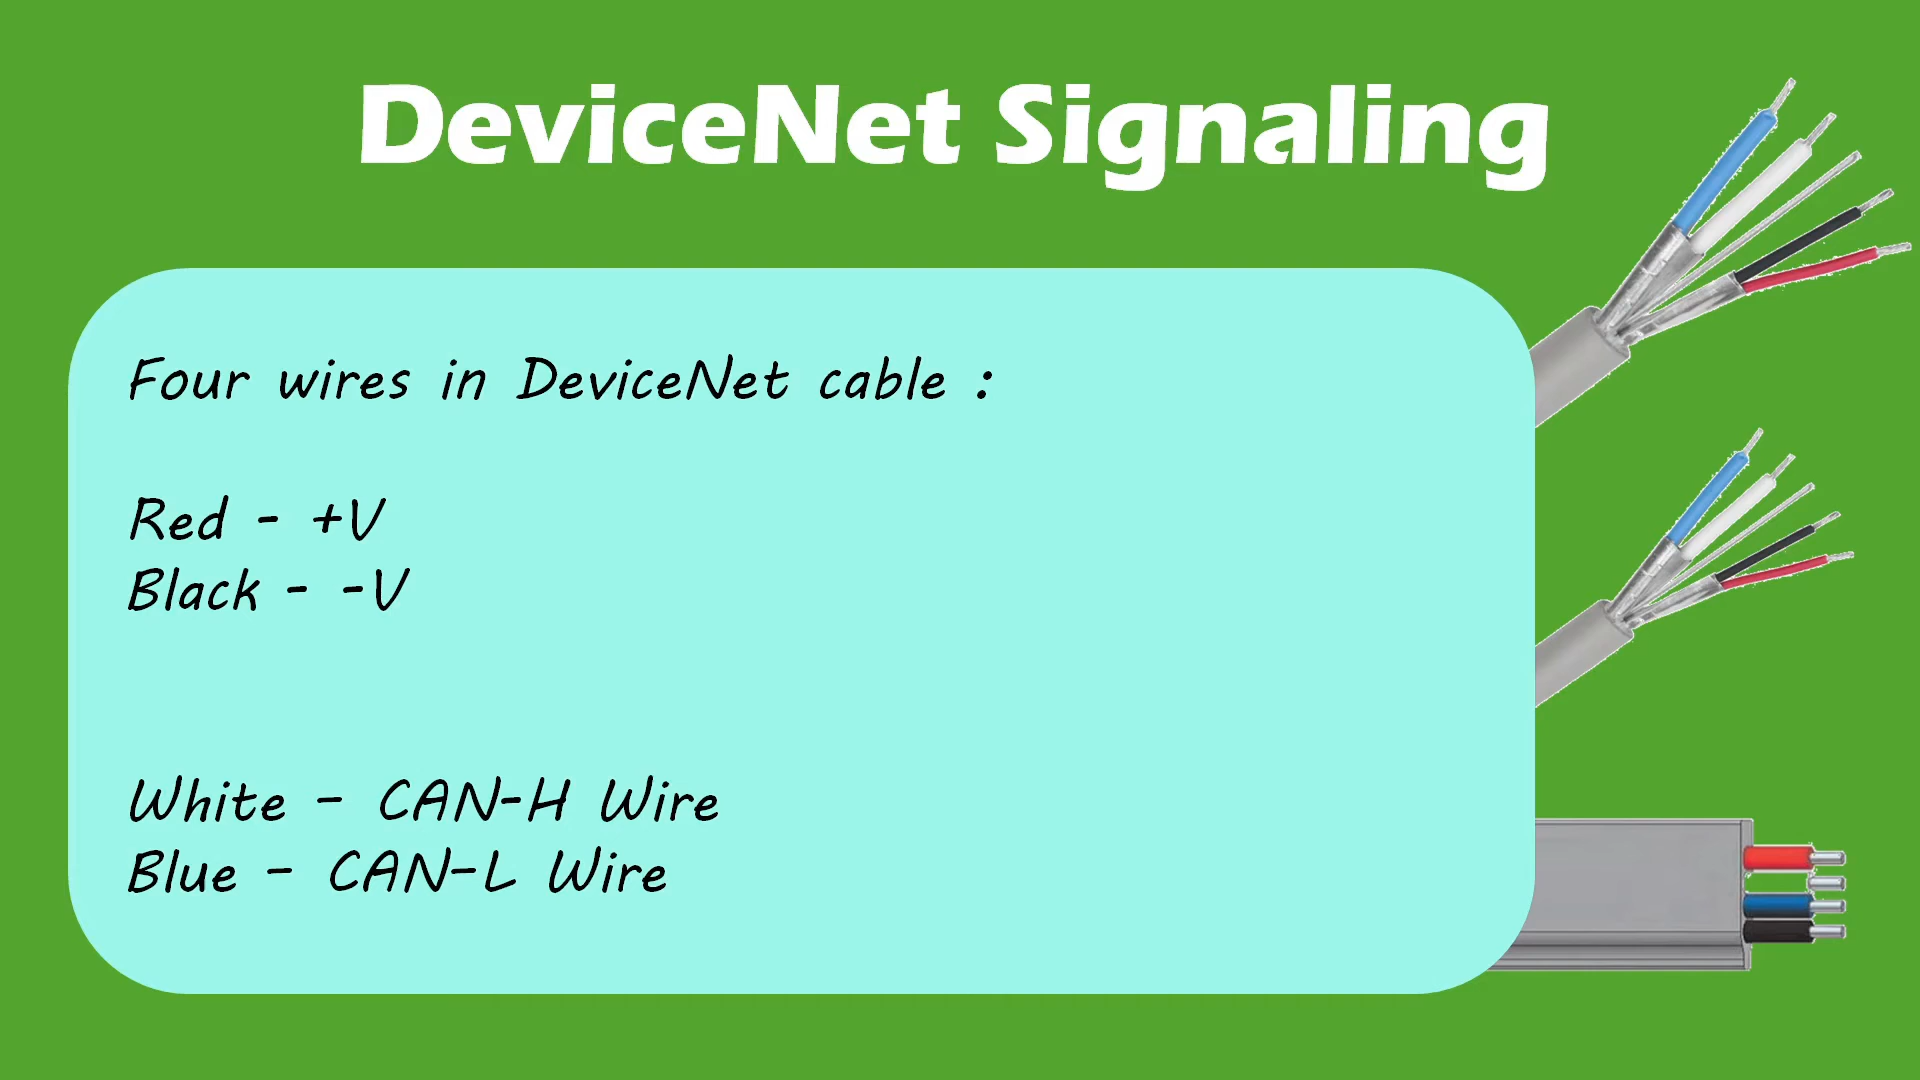 DeviceNet Signaling
Four wires in DeviceNet cable :
Red - +V
Black - -V
White – CAN-H Wire
Blue – CAN-L Wire